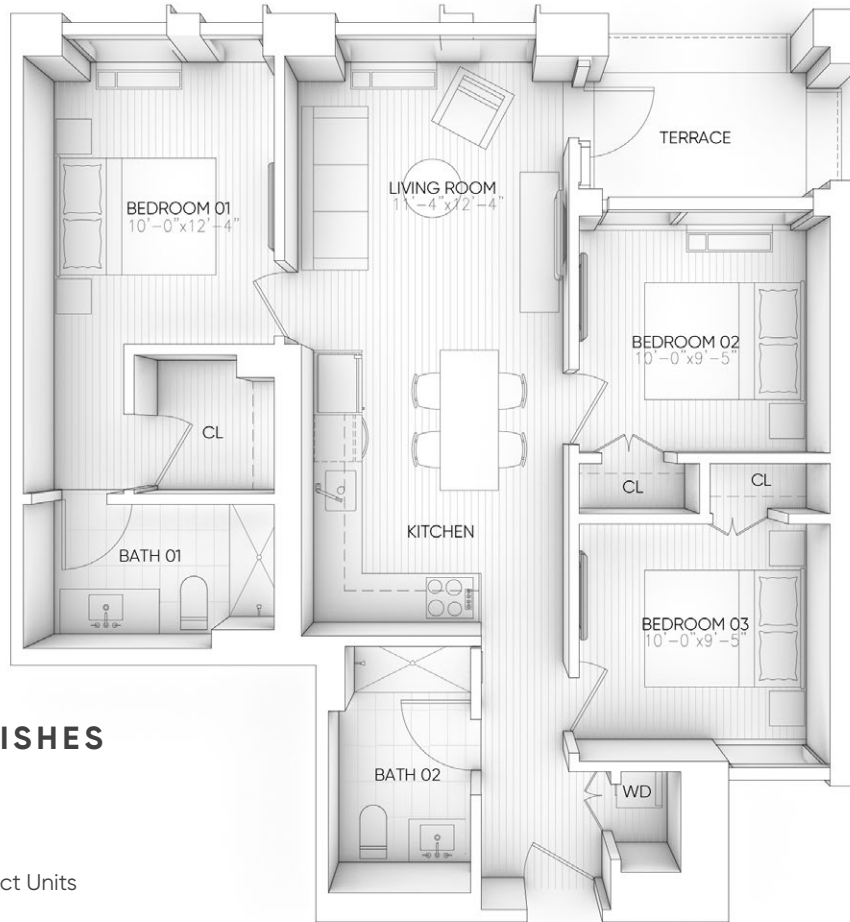 TERRACE
LIVING ROOM
11'-4"x12'-4"
BEDROOM 01
10'-0"x12'-4"
BEDROOM 02
10'-0"x9'-5"
CL
CL
CL
KITCHEN
BATH 01
BEDROOM 03
10'-0"x9'-5"
ISHES
BATH 02
WD
ct Units